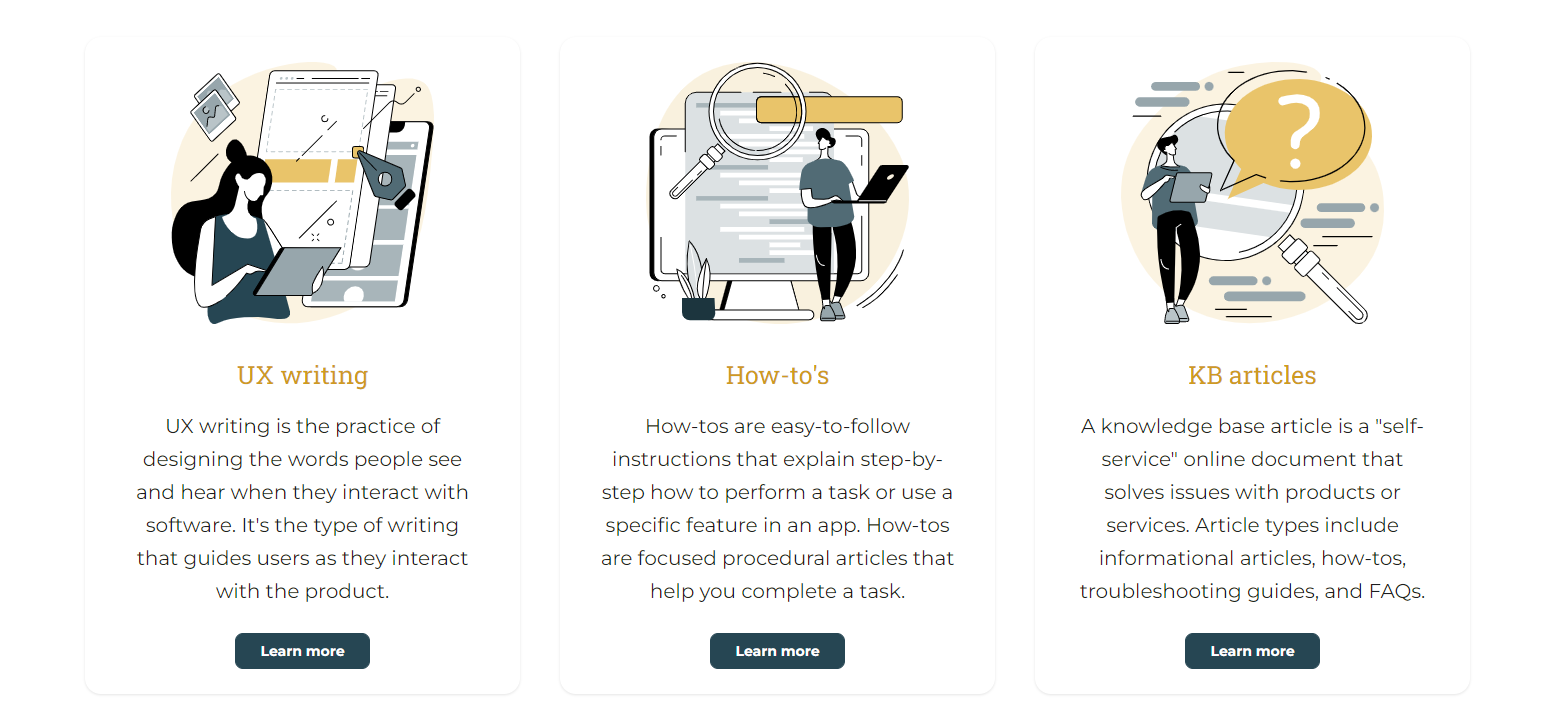 UX writing
UX writing is the practice of
designing the words people see
and hear when they interact with
software. It's the type of writing
that guides users as they interact
with the product.
Learn more
How-to's
How-tos are easy-to-follow
instructions that explain step-by-
step how to perform a task or use a
specific feature in an app. How-tos
are focused procedural articles that
help you complete a task.
Learn more
?
KB articles
A knowledge base article is a "self-
service" online document that
solves issues with products or
services. Article types include
informational articles, how-tos,
troubleshooting guides, and FAQs.
Learn more